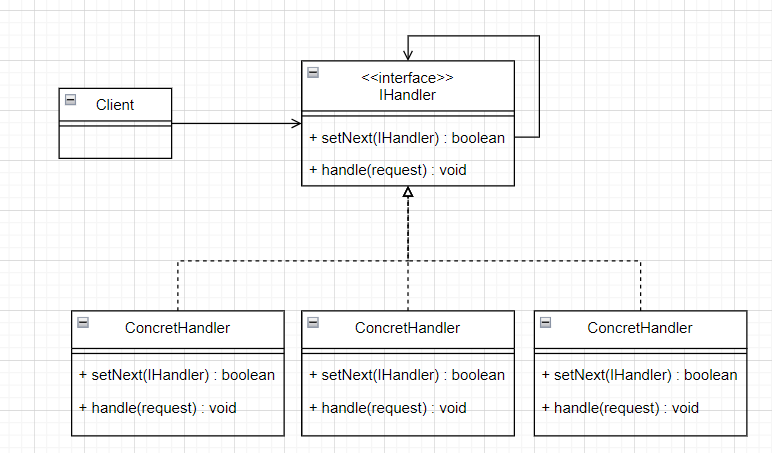 <<interface>>
IHandler
Client
+ setNext(IHandler) : boolean
+ handle(request) : void
ConcretHandler
+ setNext(IHandler) : boolean
+ handle(request) : void
ConcretHandler
+ setNext(IHandler) : boolean
+ handle(request) : void
ConcretHandler
+ setNext(IHandler) : boolean
+ handle(request) : void